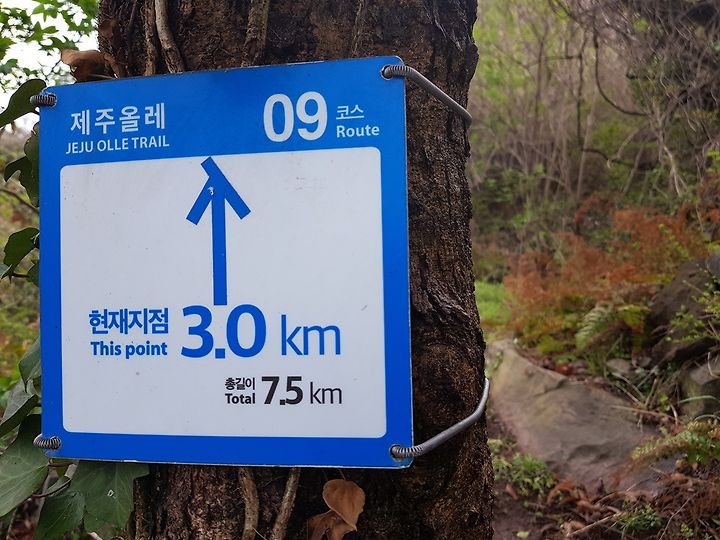 제주올레
JEJU OLLE TRAIL
09 코스
Route
현재지점
This point
3.0 km
총길이
Total
7.5 km